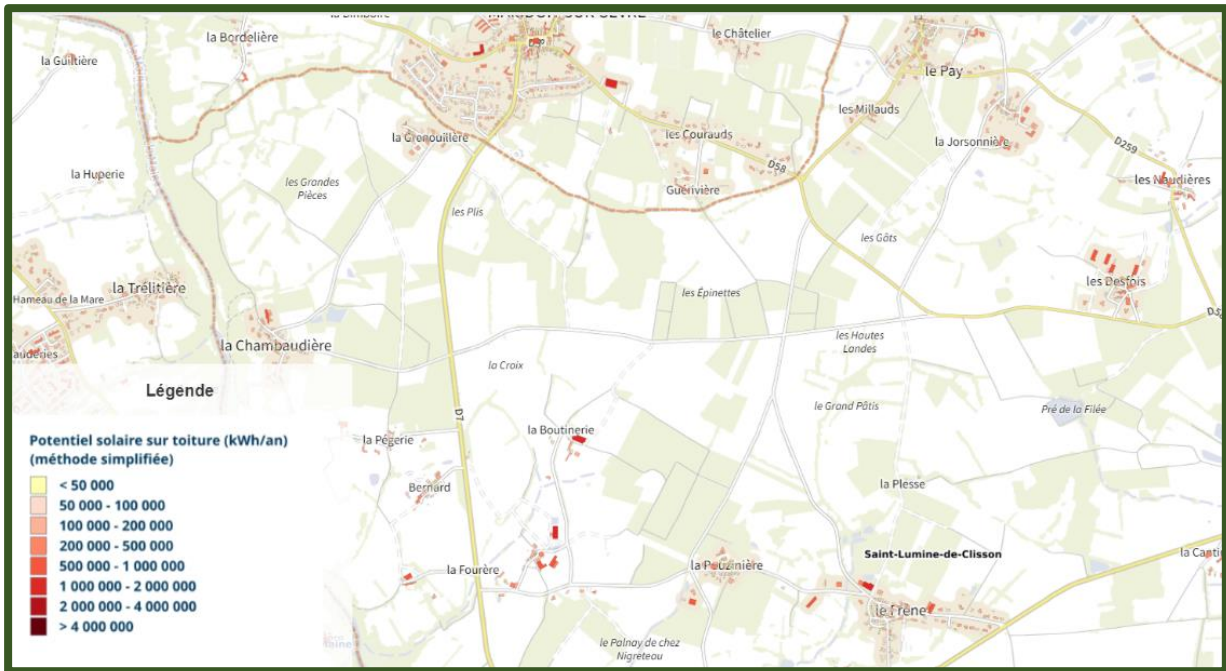 la Bordelière
le Châtelier
la Guiltière
le Pay
les Millauds
la Grenouillère
les Courauds
la Jorsonnière
D259
D58
la Huperie
les Grandes
Pièces
Guérivière
les Naudières
les Plis
les Gâts
la Trélitière
les Desfois
Hameau de la Mare
les Épinettes
la Chambaudière
les Hautes
Landes
la Croix
Légende
D7
le Grand Pâtis
Pré de la Filée
la Boutinerie
la Pégerie
Potentiel solaire sur toiture (kWh/an)
(méthode simplifiée)
< 50 000
50 000 - 100 000
100 000 - 200 000
200 000 - 500 000
500 000 - 1 000 000
1 000 000 - 2 000 000
2 000 000 - 4 000 000
> 4 000 000
Bernard
la Plesse
Saint-Lumine-de-Clisson
la Fourère
la Pouzinière
le Frêne
le Palnay de chez
Nigreteau